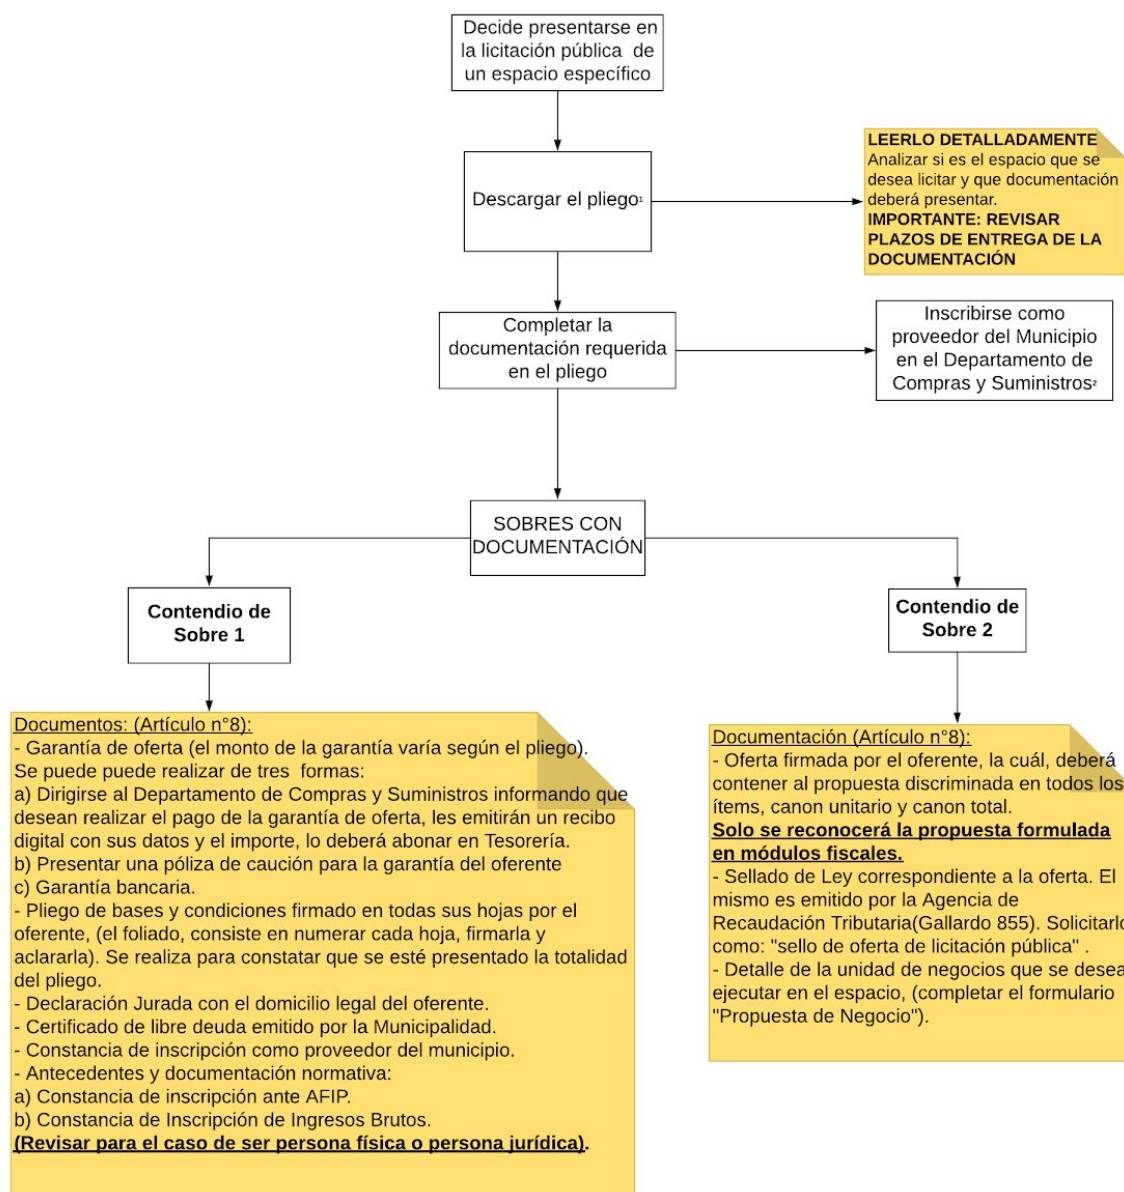 Decide presentarse en
la licitación pública de
un espacio específico
Descargar el pliego¹
LEERLO DETALLADAMENTE
Analizar si es el espacio que se
desea licitar y que documentación
deberá presentar.
IMPORTANTE: REVISAR
PLAZOS DE ENTREGA DE LA
DOCUMENTACIÓN
Completar la
documentación requerida
en el pliego
Inscribirse como
proveedor del Municipio
en el Departamento de
Compras y Suministros²
SOBRES CON
DOCUMENTACIÓN
Contendio de
Sobre 1
Contendio de
Sobre 2
Documentos: (Artículo n°8):
- Garantía de oferta (el monto de la garantía varía según el pliego).
Se puede puede realizar de tres formas:
a) Dirigirse al Departamento de Compras y Suministros informando que
desean realizar el pago de la garantía de oferta, les emitirán un recibo
digital con sus datos y el importe, lo deberá abonar en Tesorería.
b) Presentar una póliza de caución para la garantía del oferente
c) Garantía bancaria.
- Pliego de bases y condiciones firmado en todas sus hojas por el
oferente, (el foliado, consiste en numerar cada hoja, firmarla y
aclararla). Se realiza para constatar que se esté presentado la totalidad
del pliego.
- Declaración Jurada con el domicilio legal del oferente.
- Certificado de libre deuda emitido por la Municipalidad.
- Constancia de inscripción como proveedor del municipio.
- Antecedentes y documentación normativa:
a) Constancia de inscripción ante AFIP.
b) Constancia de Inscripción de Ingresos Brutos.
(Revisar para el caso de ser persona física o persona jurídica).
Documentación (Artículo n°8):
- Oferta firmada por el oferente, la cuál, deberá
contener al propuesta discriminada en todos los
ítems, canon unitario y canon total.
Solo se reconocerá la propuesta formulada
en módulos fiscales.
- Sellado de Ley correspondiente a la oferta. El
mismo es emitido por la Agencia de
Recaudación Tributaria(Gallardo 855). Solicitarlo
como: "sello de oferta de licitación pública" .
- Detalle de la unidad de negocios que se desea
ejecutar en el espacio, (completar el formulario
"Propuesta de Negocio").